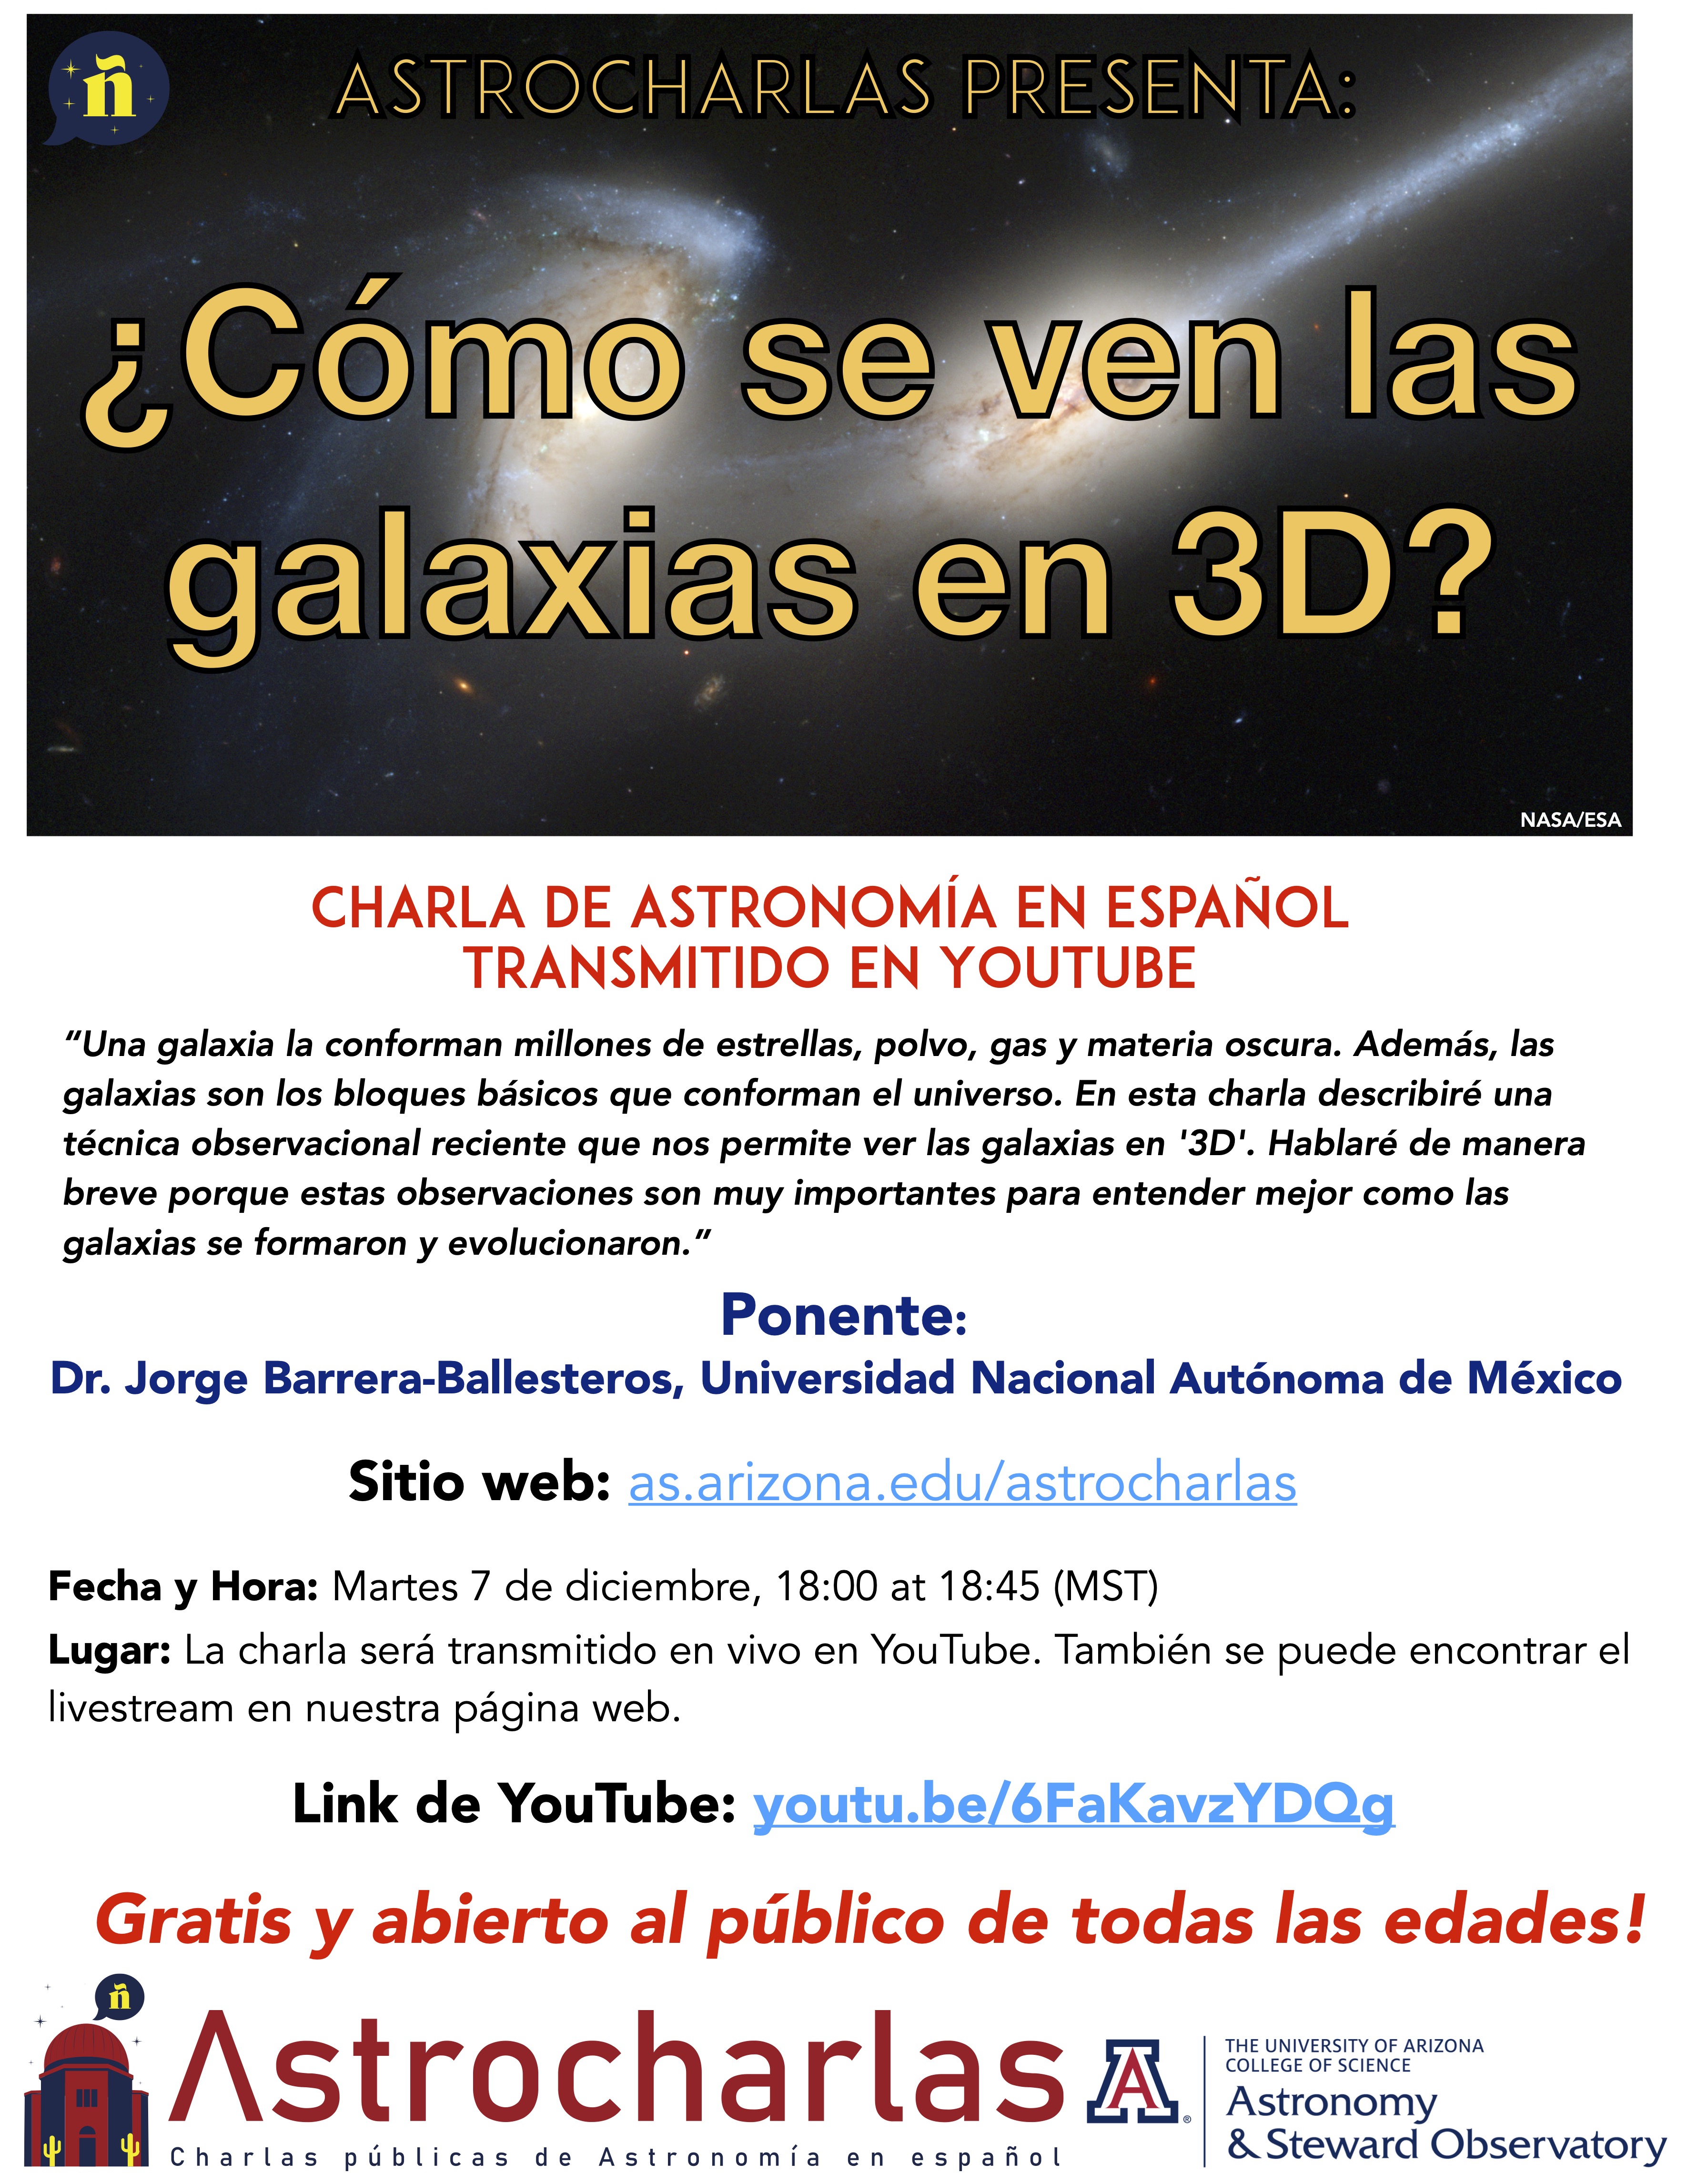 ñ
ASTROCHARLAS PRESENTA:
¿Cómo se ven las
galaxias en 3D?
NASA/ESA
CHARLA DE ASTRONOMÍA EN ESPAÑOL
TRANSMITIDO EN YOUTUBE
“Una galaxia la conforman millones de estrellas, polvo, gas y materia oscura. Además, las
galaxias son los bloques básicos que conforman el universo. En esta charla describiré una
técnica observacional reciente que nos permite ver las galaxias en '3D'. Hablaré de manera
breve porque estas observaciones son muy importantes para entender mejor como las
galaxias se formaron y evolucionaron.”
Ponente:
Dr. Jorge Barrera-Ballesteros, Universidad Nacional Autónoma de México
Sitio web: as.arizona.edu/astrocharlas
Fecha y Hora: Martes 7 de diciembre, 18:00 at 18:45 (MST)
Lugar: La charla será transmitido en vivo en YouTube. También se puede encontrar el
livestream en nuestra página web.
Link de YouTube: youtu.be/6FaKavzYDQg
Gratis y abierto al público de todas las edades!
ñ
Astrocharlas
Charlas públicas de Astronomía en español
A®
THE UNIVERSITY OF ARIZONA
COLLEGE OF SCIENCE
Astronomy
& Steward Observatory